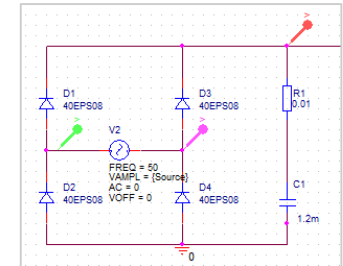 V
D1
40EPS08
D3
40EPS08
R1
0.01
V
V
V2
FREQ = 50
VAMPL = {Source}
AC = 0
VOFF = 0
D2
40EPS08
D4
40EPS08
C1
1.2m
0